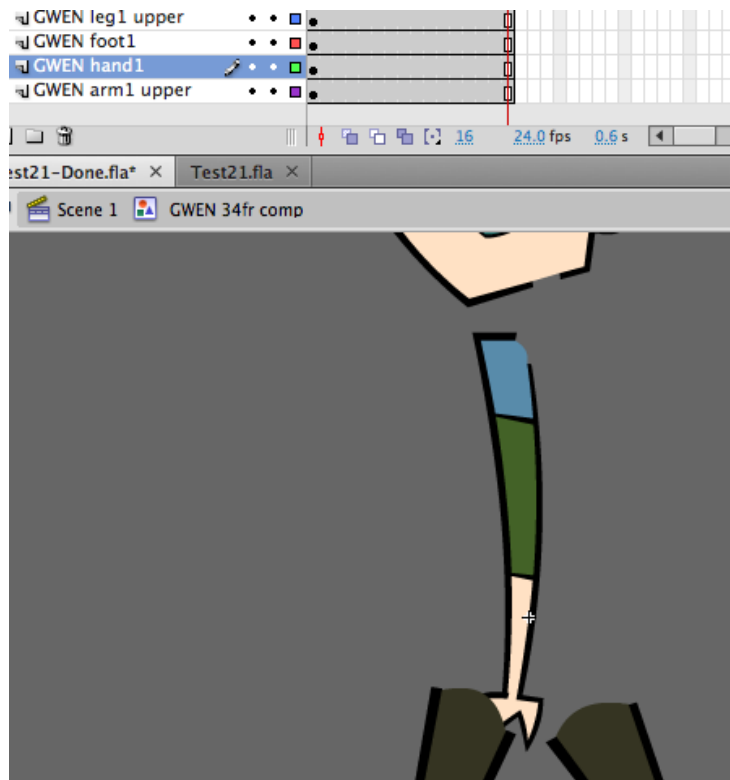 GWEN leg1 upper
GWEN foot1
GWEN hand1
GWEN arm1 upper
16 24.0 fps 0.6 s
est21-Done.fla* × Test21.fla ×
Scene 1 GWEN 34fr comp